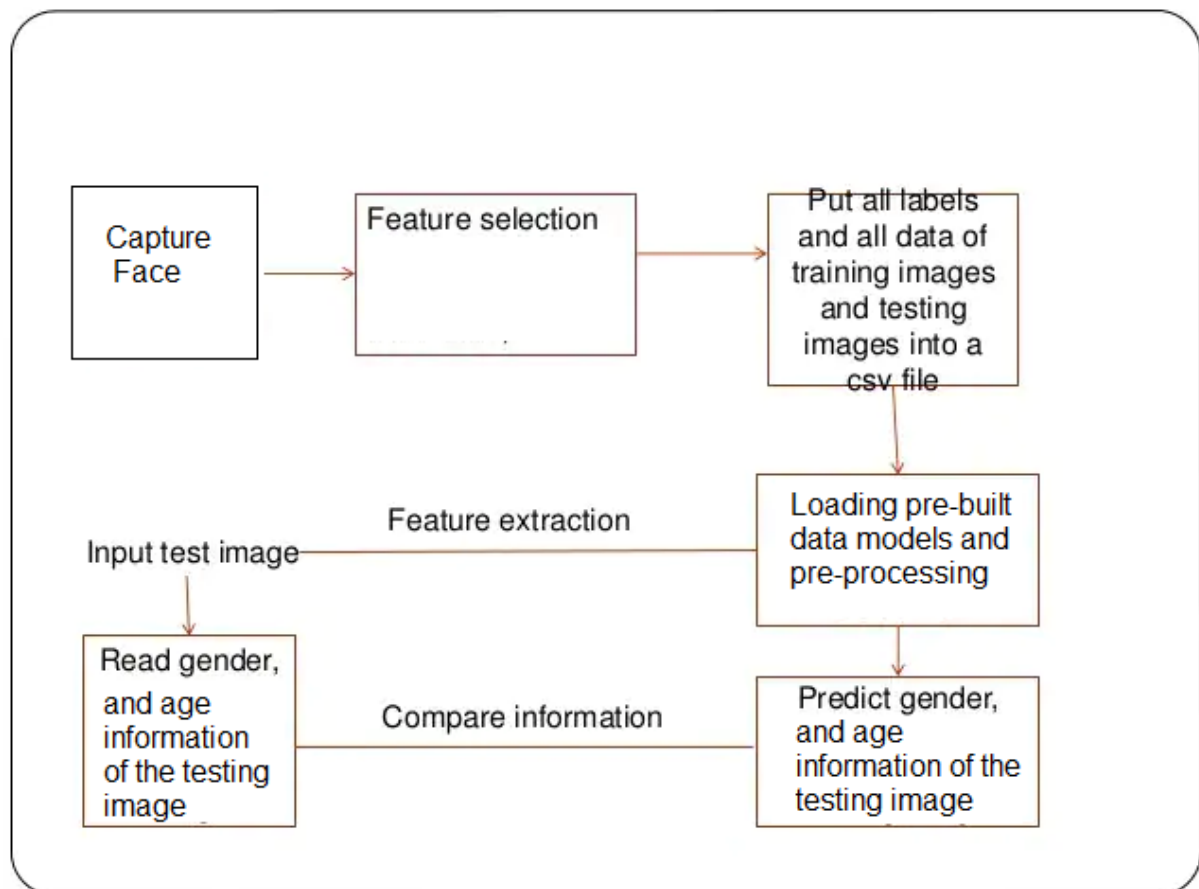 Capture
Face
Feature selection
Put all labels
and all data of
training images
and testing
images into a
csv file
Feature extraction
Input test image
Loading pre-built
data models and
pre-processing
Read gender,
and age
information
of the testing
image
Compare information
Predict gender,
and age
information of the
testing image